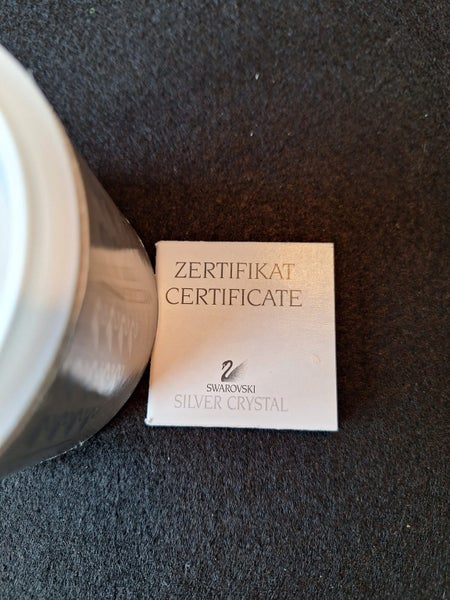 ZERTIFIKAT
CERTIFICATE
SWAROVSKI
SILVER CRYSTAL